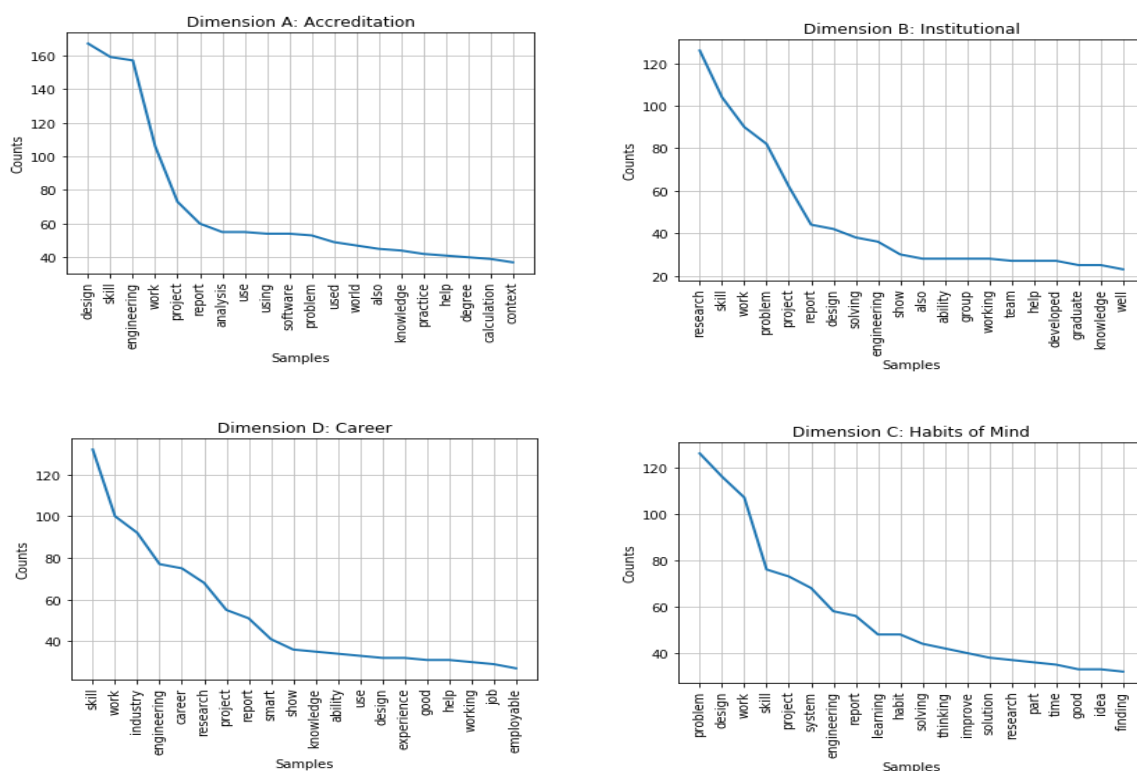 Dimension A: Accreditation
Counts
160
140
120
100
80
60
40
design
skill
engineering
work
project
report
analysis
use
using
software
problem
used
world
also
knowledge
practice
help
degree
calculation
context
Samples
Dimension B: Institutional
Counts
120
100
80
60
40
20
research
skill
work
problem
project
report
design
solving
engineering
show
also
ability
group
working
team
help
developed
graduate
knowledge
well
Samples
Dimension D: Career
Counts
120
100
80
60
40
skill
work
industry
engineering
career
research
project
report
smart
show
knowledge
ability
use
design
experience
good
help
working
job
employable
Samples
Dimension C: Habits of Mind
Counts
120
100
80
60
40
problem
design
work
skill
project
system
engineering
report
learning
habit
solving
thinking
improve
solution
research
part
time
good
idea
finding
Samples